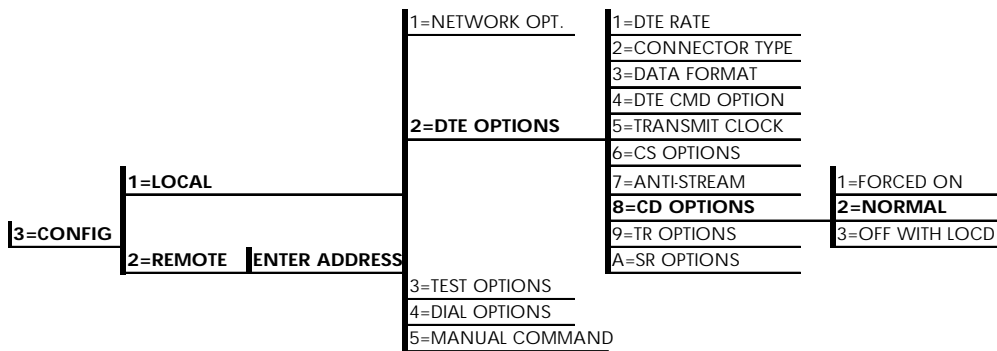 1=NETWORK OPT.
1=DTE RATE
2=CONNECTOR TYPE
3=DATA FORMAT
4=DTE CMD OPTION
2=DTE OPTIONS
5=TRANSMIT CLOCK
6=CS OPTIONS
1=LOCAL
7=ANTI-STREAM
1=FORCED ON
8=CD OPTIONS
2=NORMAL
3=CONFIG
9=TR OPTIONS
3=OFF WITH LOCD
2=REMOTE
ENTER ADDRESS
A=SR OPTIONS
3=TEST OPTIONS
4=DIAL OPTIONS
5=MANUAL COMMAND